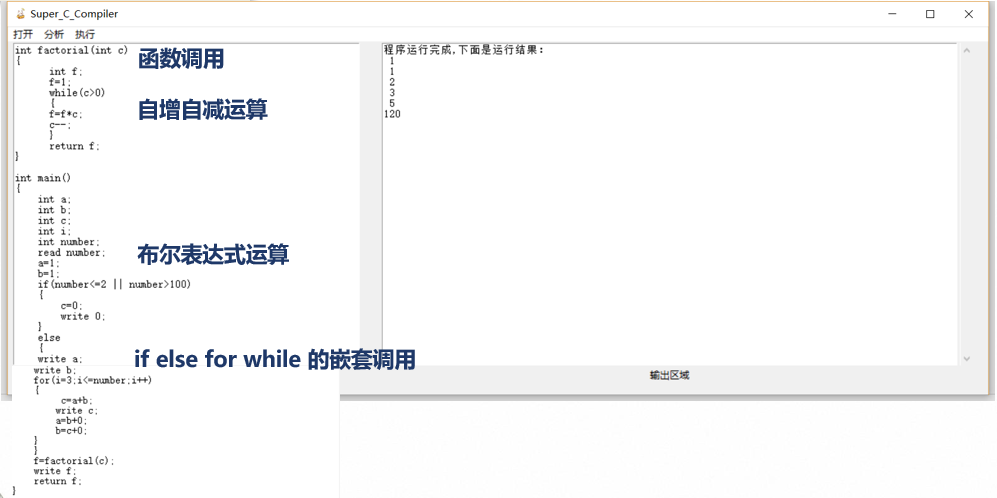 Super_C_Compiler
打开 分析 执行
int factorial(int c)
{
int f;
f=1;
while(c>0)
{
f=f*c;
c--;
}
return f;
}
int main()
{
int a;
int b;
int c;
int i;
int number;
read number;
a=1;
b=1;
if(number<=2 || number>100)
{
c=0;
write 0;
}
else
{
write a;
write b;
for(i=3;i<=number;i++)
{
c=a+b;
write c;
a=b+0;
b=c+0;
}
}
f=factorial(c);
write f;
return f;
}
函数调用
自增自减运算
布尔表达式运算
if else for while 的嵌套调用
程序运行完成,下面是运行结果：
1
1
2
3
5
120
输出区域